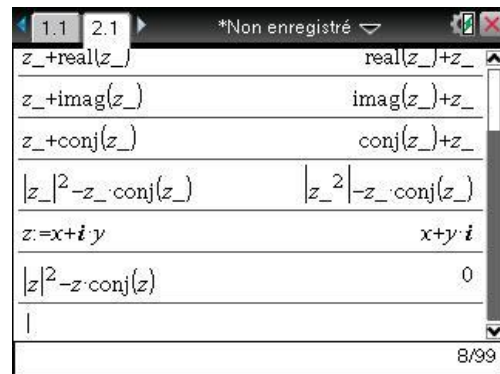 1.1 2.1 *Non enregistré
z_+real(z_) real(z_)+z_
z_+imag(z_) imag(z_)+z_
z_+conj(z_) conj(z_)+z_
|z_|²-z_·conj(z_) |z_²|-z_·conj(z_)
z:=x+i·y x+y·i
|z|²-z·conj(z) 0
8/99